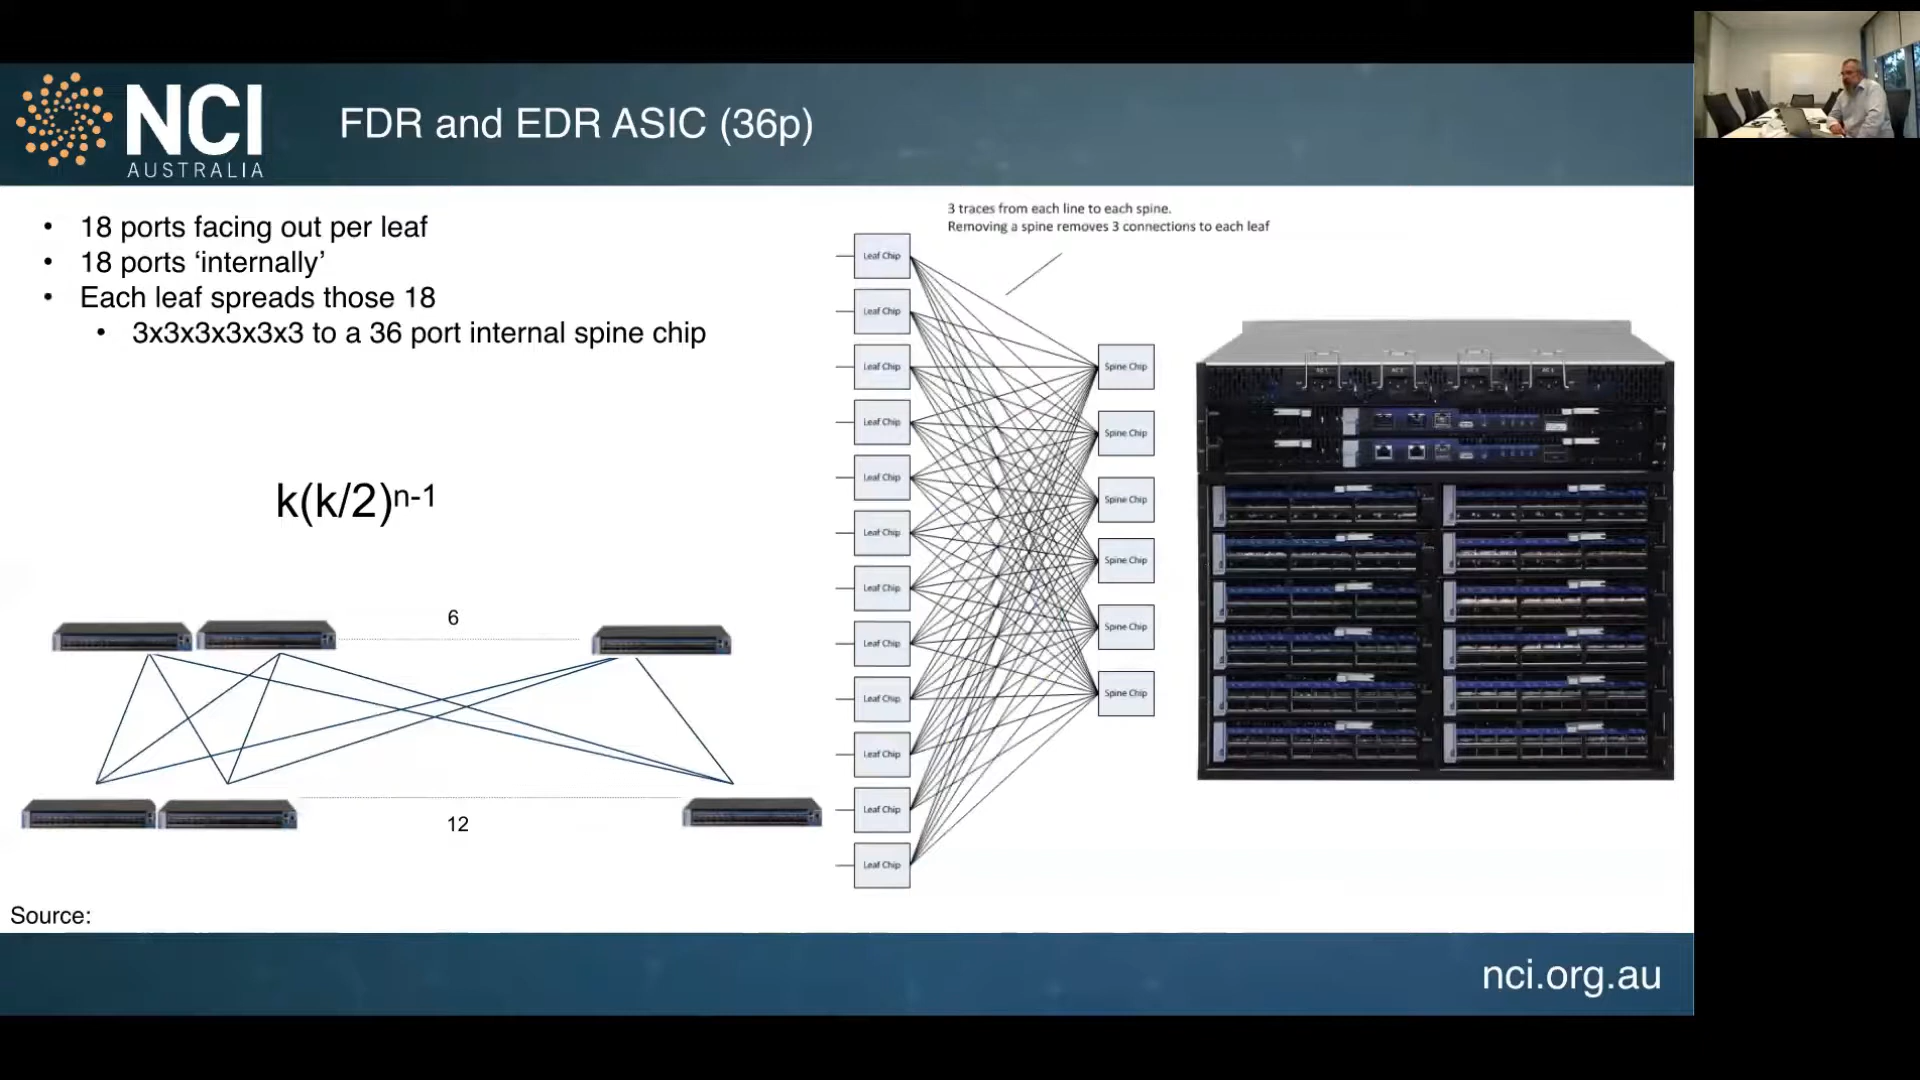 NCI
AUSTRALIA
FDR and EDR ASIC (36p)
• 18 ports facing out per leaf
• 18 ports ‘internally’
• Each leaf spreads those 18
• 3x3x3x3x3x3 to a 36 port internal spine chip
k(k/2)n-1
6
12
3 traces from each line to each spine.
Removing a spine removes 3 connections to each leaf
Leaf Chip
Leaf Chip
Leaf Chip
Leaf Chip
Leaf Chip
Leaf Chip
Leaf Chip
Leaf Chip
Leaf Chip
Leaf Chip
Leaf Chip
Leaf Chip
Spine Chip
Spine Chip
Spine Chip
Spine Chip
Spine Chip
Spine Chip
Source:
nci.org.au